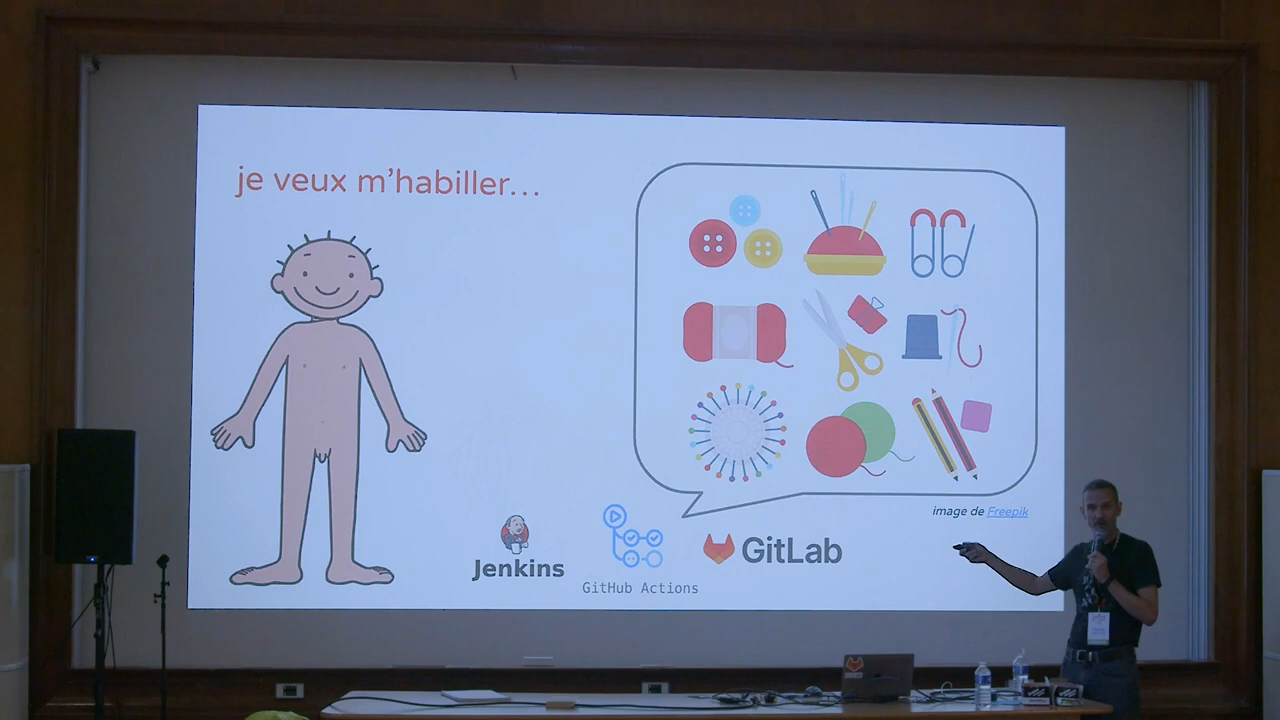 je veux m'habiller...
image de Freepik
Jenkins
GitHub Actions
GitLab